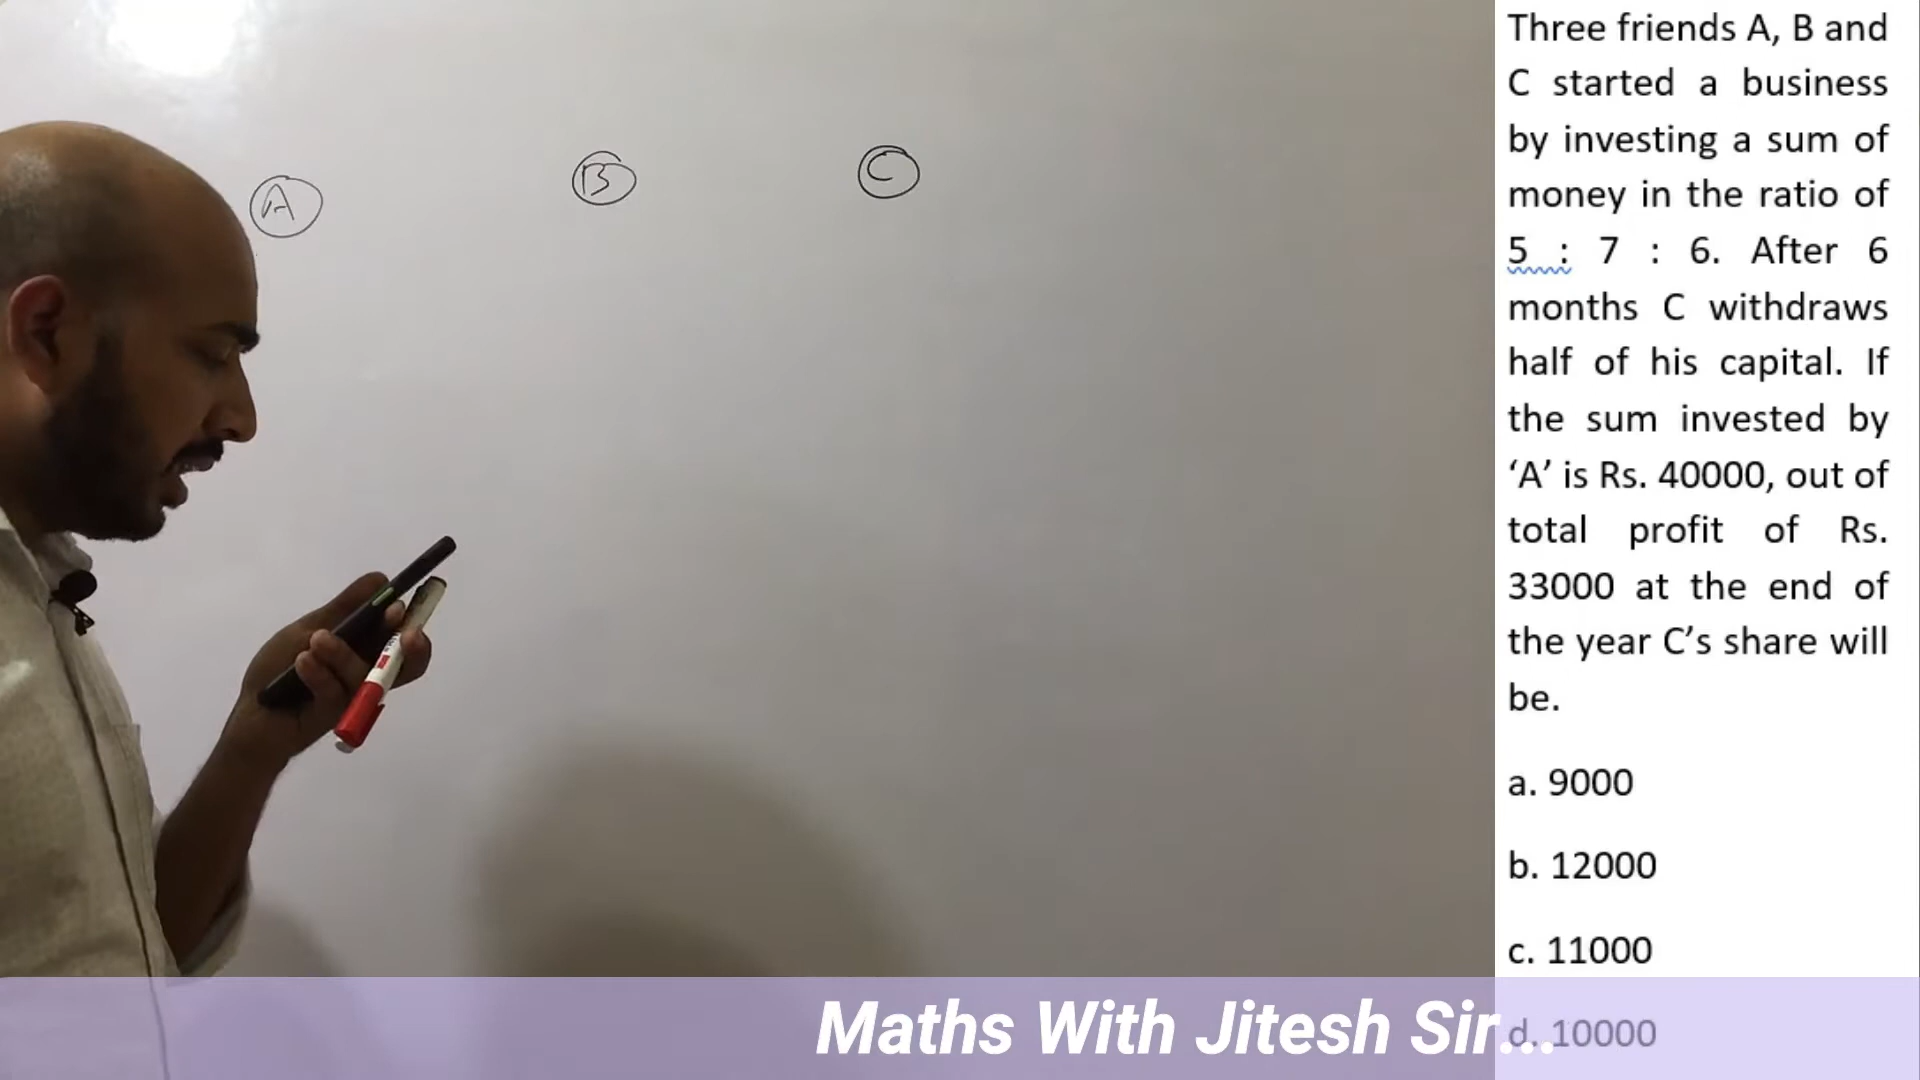 A
B
C
Three friends A, B and
C started a business
by investing a sum of
money in the ratio of
5 : 7 : 6. After 6
months C withdraws
half of his capital. If
the sum invested by
‘A’ is Rs. 40000, out of
total profit of Rs.
33000 at the end of
the year C’s share will
be.
a. 9000
b. 12000
c. 11000
d. 10000
Maths With Jitesh Sir...